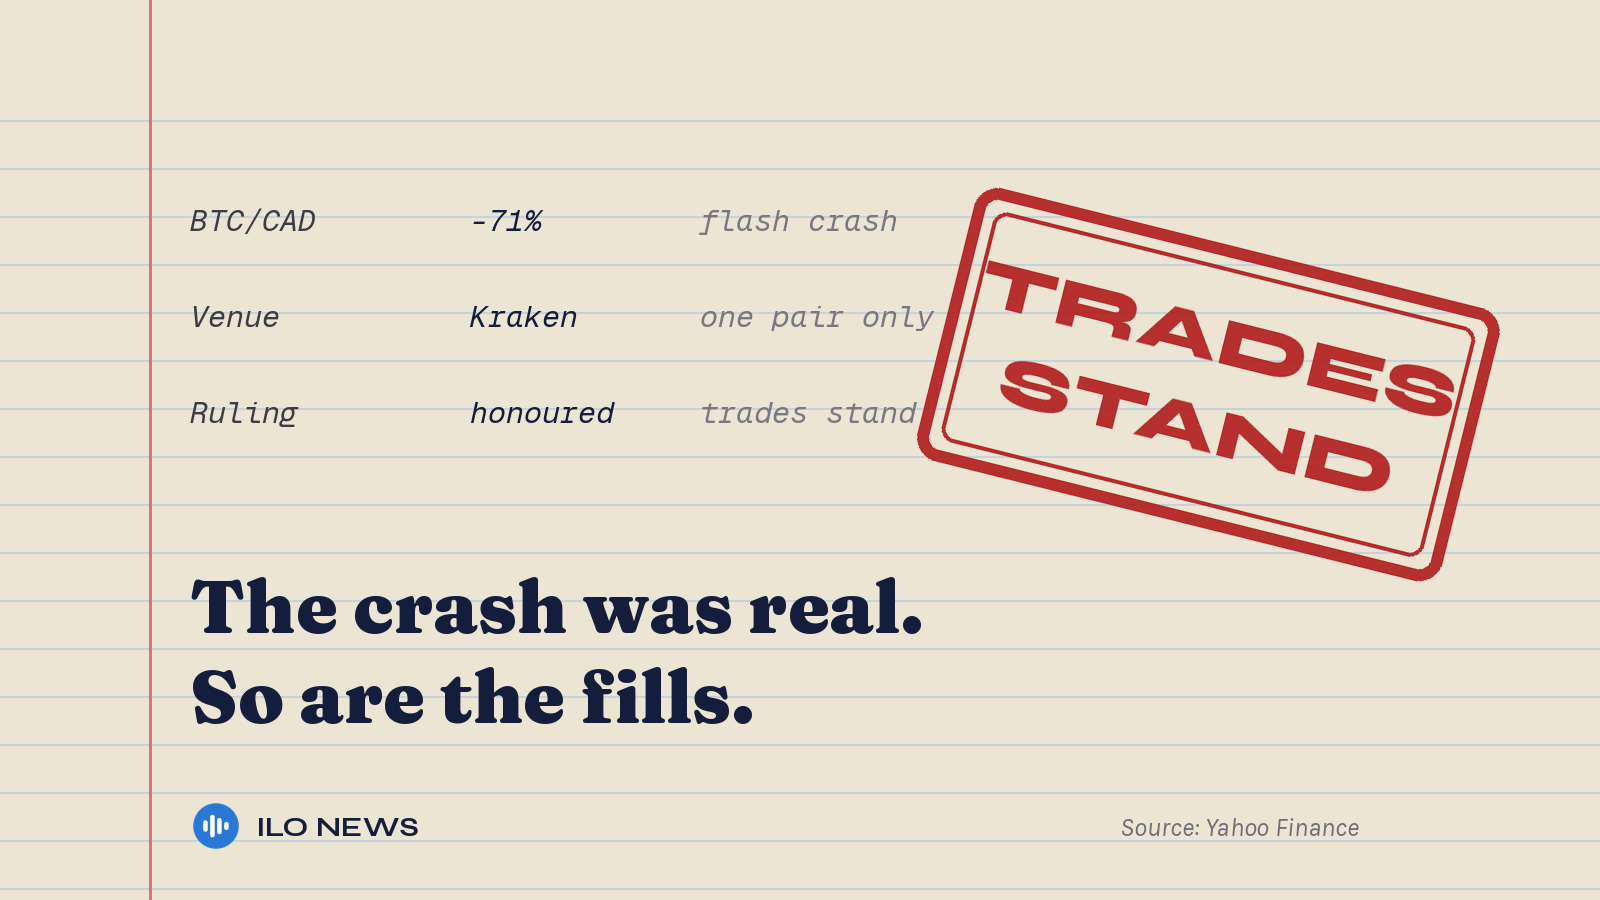 BTC/CAD -71% flash crash
Venue Kraken one pair only
Ruling honoured trades stand
TRADES
STAND
The crash was real.
So are the fills.
ILO NEWS
Source: Yahoo Finance